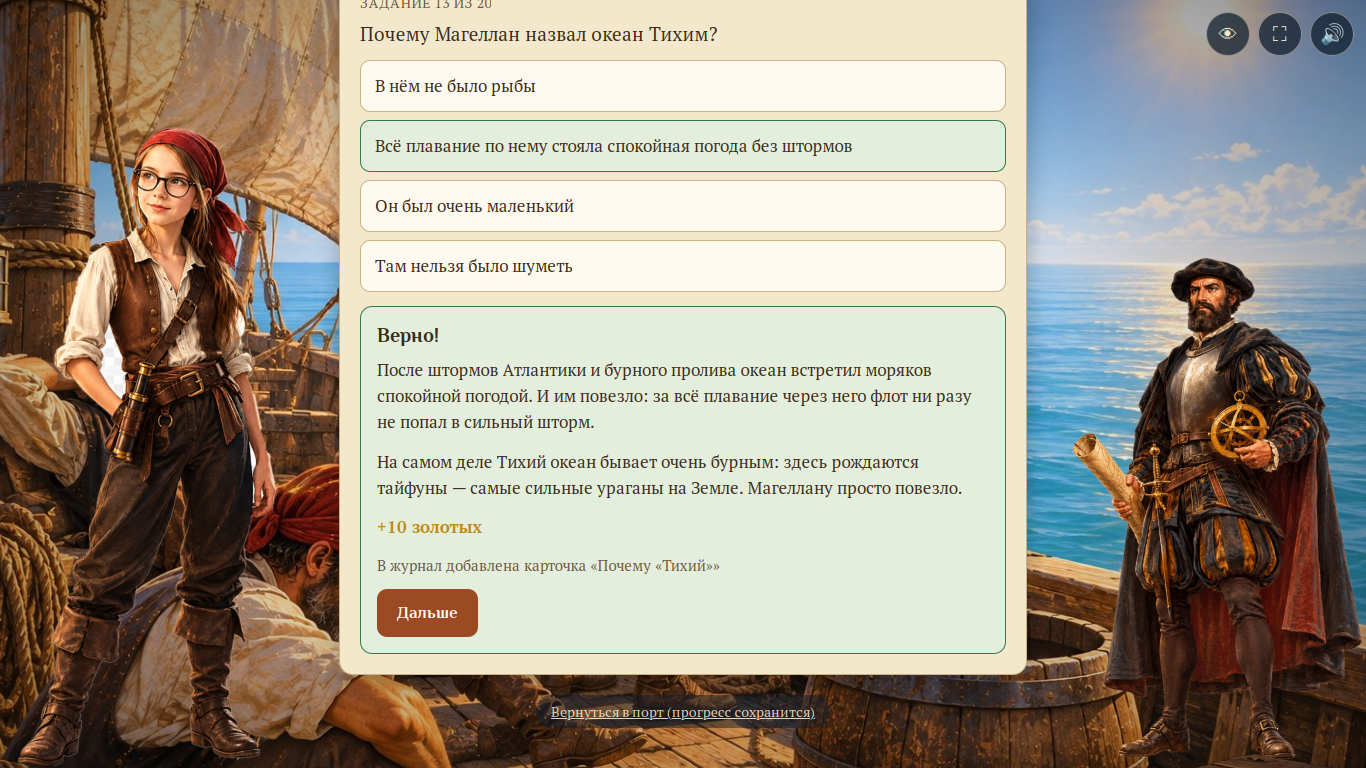 ЗАДАНИЕ 13 ИЗ 20
Почему Магеллан назвал океан Тихим?
В нём не было рыбы
Всё плавание по нему стояла спокойная погода без штормов
Он был очень маленький
Там нельзя было шуметь
Верно!
После штормов Атлантики и бурного пролива океан встретил моряков
спокойной погодой. И им повезло: за всё плавание через него флот ни разу
не попал в сильный шторм.
На самом деле Тихий океан бывает очень бурным: здесь рождаются
тайфуны — самые сильные ураганы на Земле. Магеллану просто повезло.
+10 золотых
В журнал добавлена карточка «Почему «Тихий»»
Дальше
Вернуться в порт (прогресс сохранится)